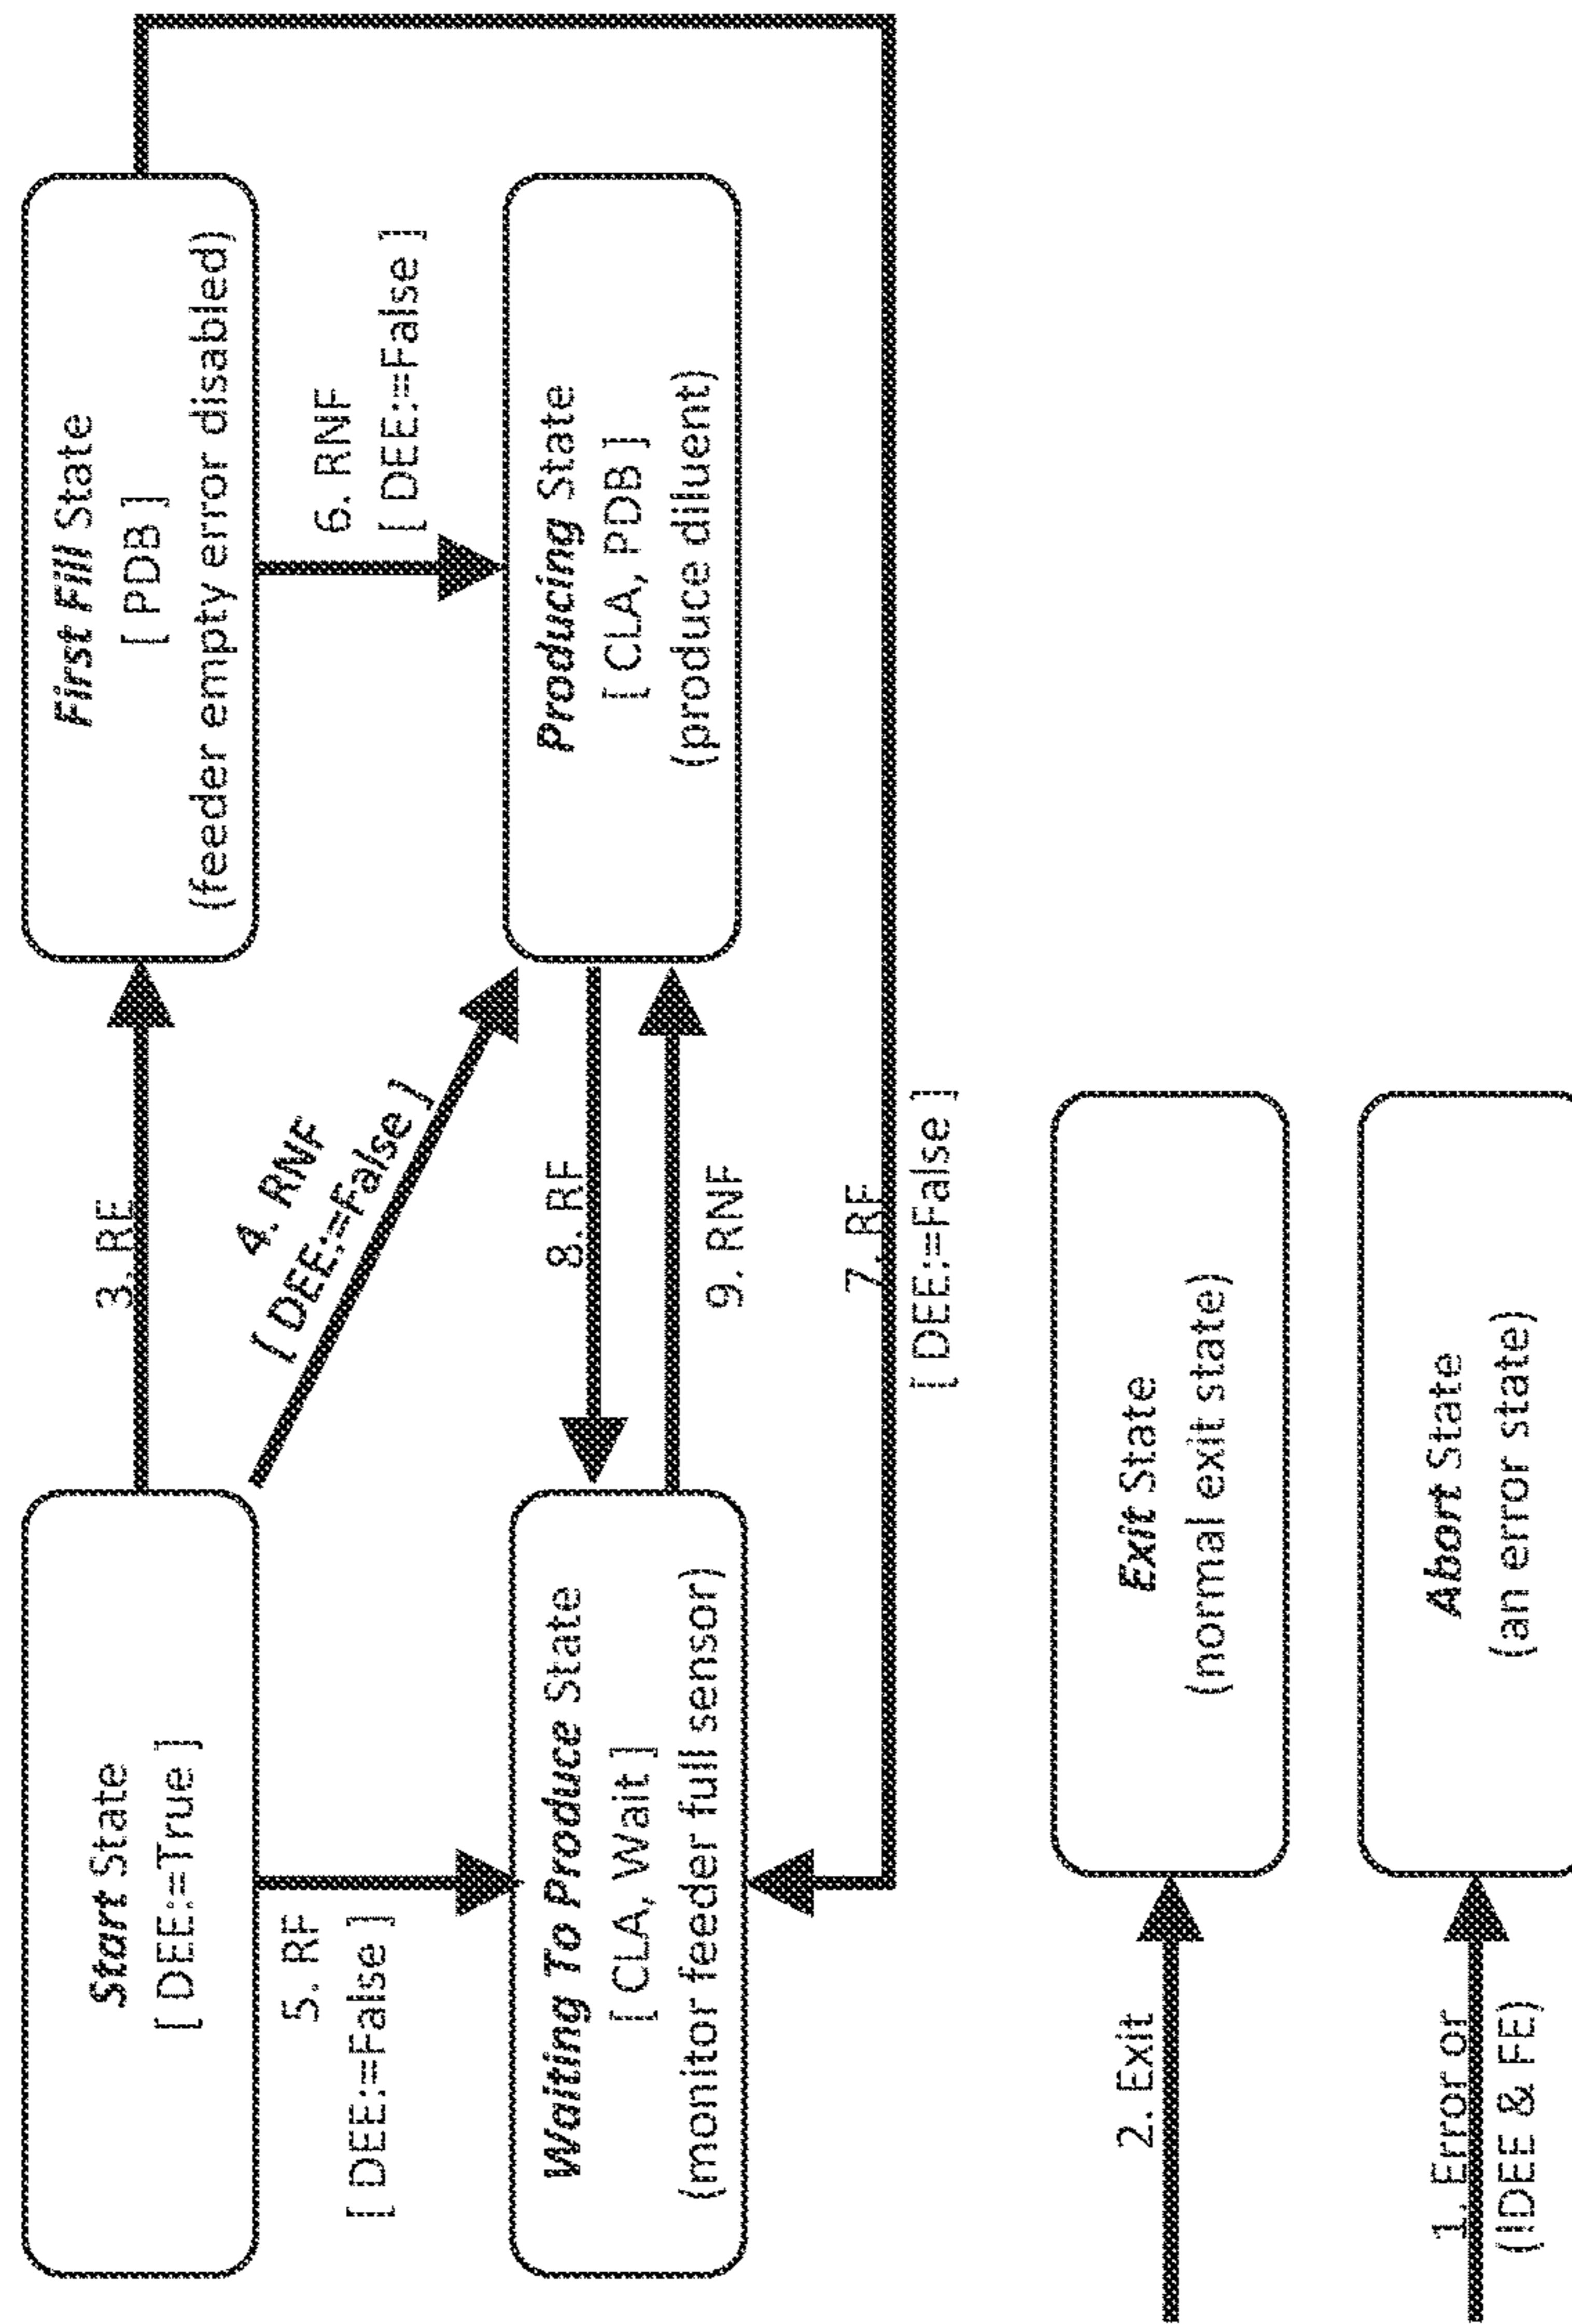 Start State
[ DEE:=True ]
3. RE
First Fill State
[ PDB ]
(feeder empty error disabled)
4. RNF
[ DEE:=False ]
5. RF
[ DEE:=False ]
6. RNF
[ DEE:=False ]
Waiting To Produce State
[ CLA, Wait ]
(monitor feeder full sensor)
8. RF
9. RNF
Producing State
[ CLA, PDB ]
(produce diluent)
7. RF
[ DEE:=False ]
2. Exit
Exit State
(normal exit state)
1. Error or
(!DEE & FE)
Abort State
(an error state)